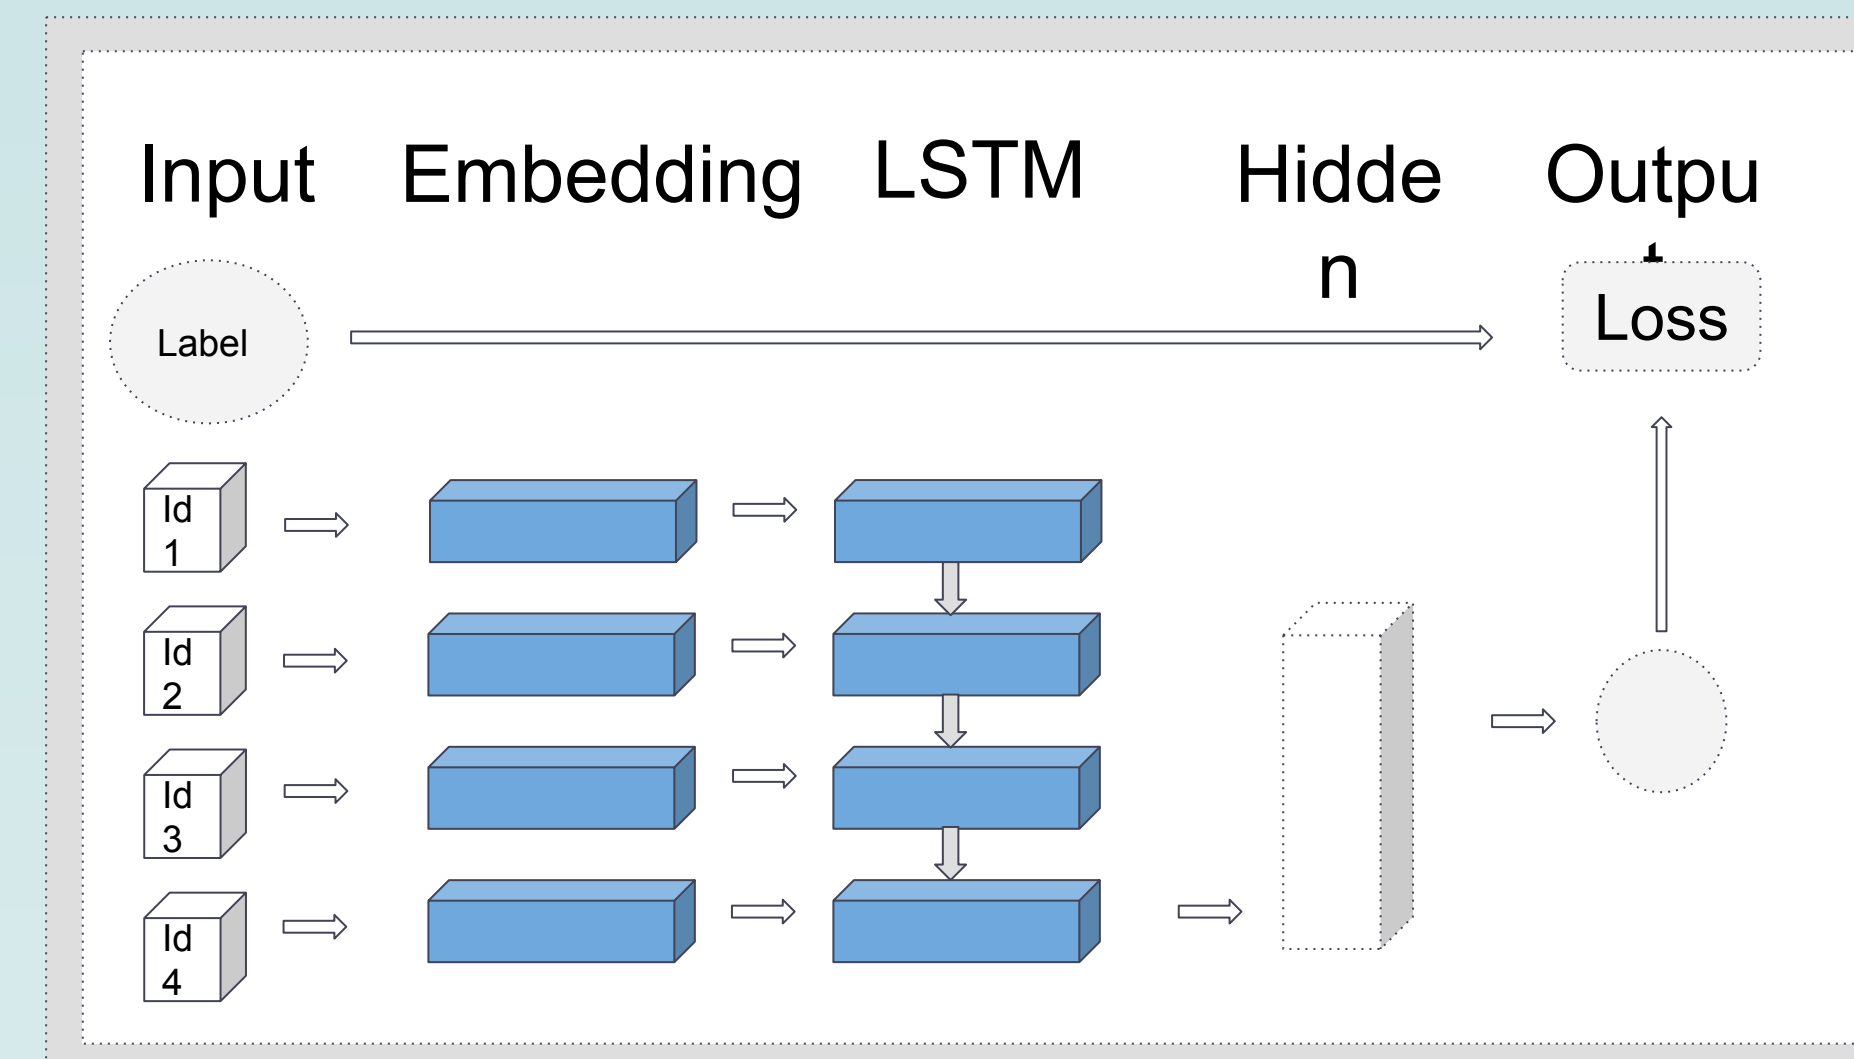 Input
Embedding
LSTM
Hidde
n
Outpu
t
Label
Loss
Id
1
Id
2
Id
3
Id
4